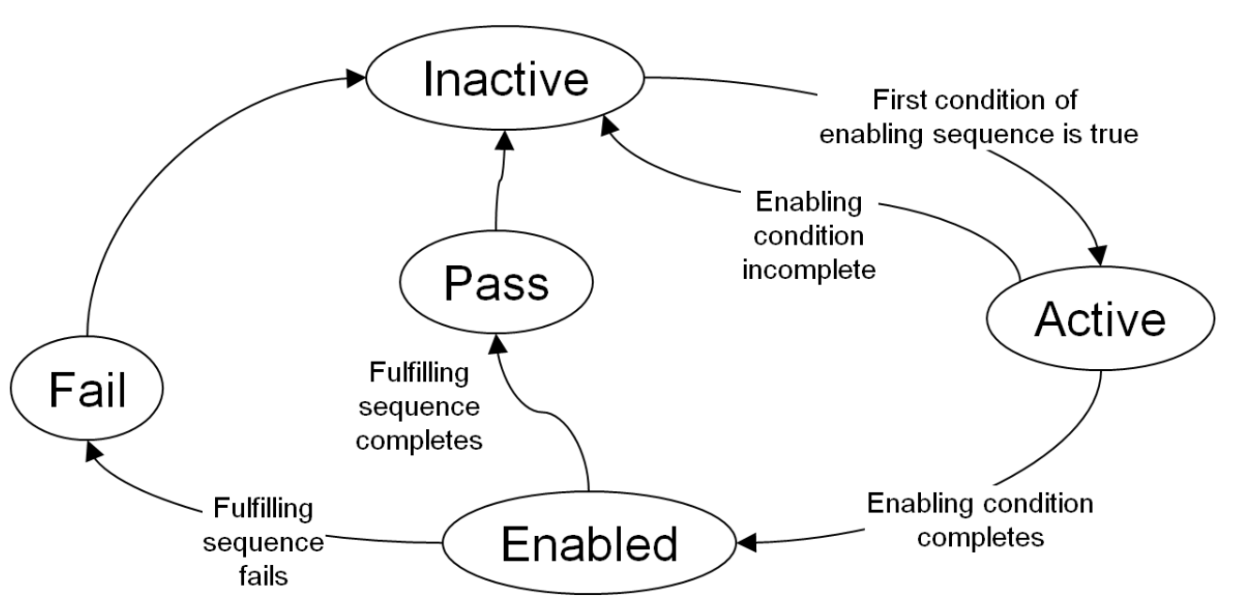 Inactive
First condition of
enabling sequence is true
Enabling
condition
incomplete
Pass
Active
Fail
Fulfilling
sequence
completes
Enabling condition
completes
Fulfilling
sequence
fails
Enabled